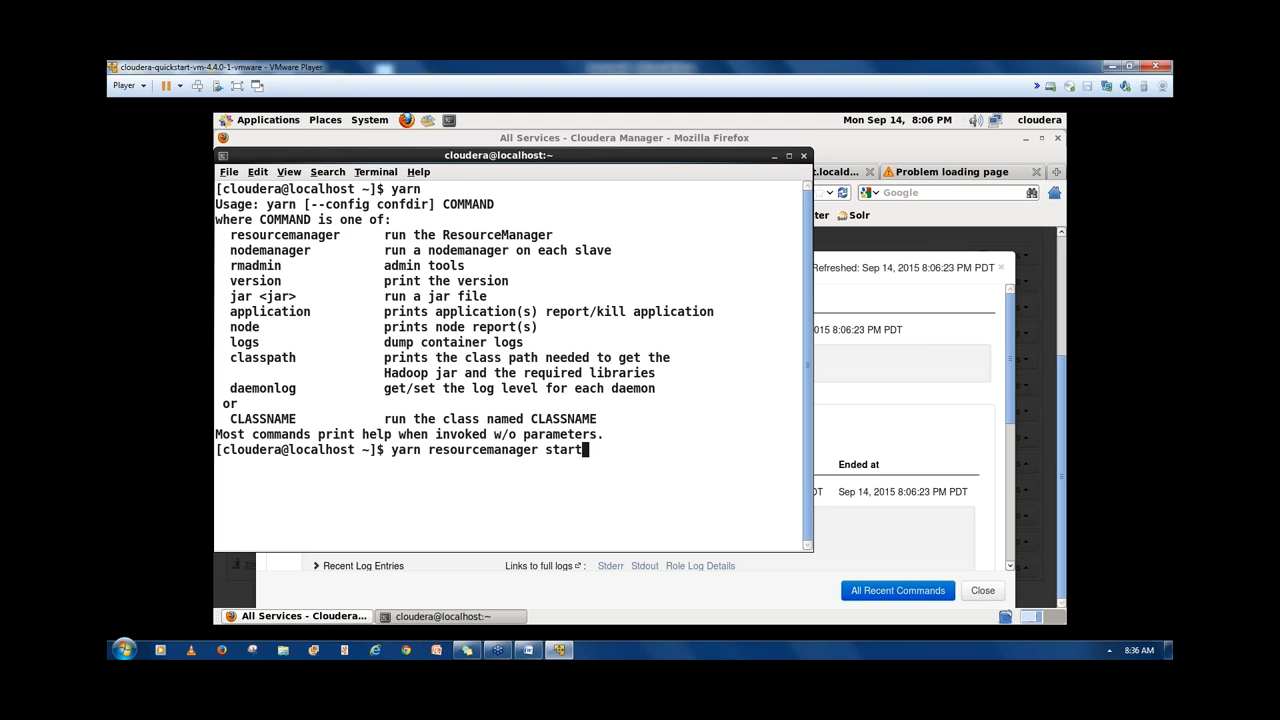 cloudera-quickstart-vm-4.4.0-1-vmware - VMware Player
Player
»
Applications Places System
Mon Sep 14, 8:06 PM
cloudera
All Services - Cloudera Manager - Mozilla Firefox
cloudera@localhost:~
t.locald...
Problem loading page
File Edit View Search Terminal Help
Google
ter
Solr
[cloudera@localhost ~]$ yarn
Usage: yarn [--config confdir] COMMAND
where COMMAND is one of:
resourcemanager run the ResourceManager
nodemanager run a nodemanager on each slave
rmadmin admin tools
version print the version
jar <jar> run a jar file
application prints application(s) report/kill application
node prints node report(s)
logs dump container logs
classpath prints the class path needed to get the
Hadoop jar and the required libraries
daemonlog get/set the log level for each daemon
or
CLASSNAME run the class named CLASSNAME
Most commands print help when invoked w/o parameters.
[cloudera@localhost ~]$ yarn resourcemanager start
Refreshed: Sep 14, 2015 8:06:23 PM PDT
2015 8:06:23 PM PDT
Ended at
DT
Sep 14, 2015 8:06:23 PM PDT
Recent Log Entries
Links to full logs
:
Stderr Stdout Role Log Details
All Recent Commands
Close
All Services - Cloudera...
cloudera@localhost:~
8:36 AM